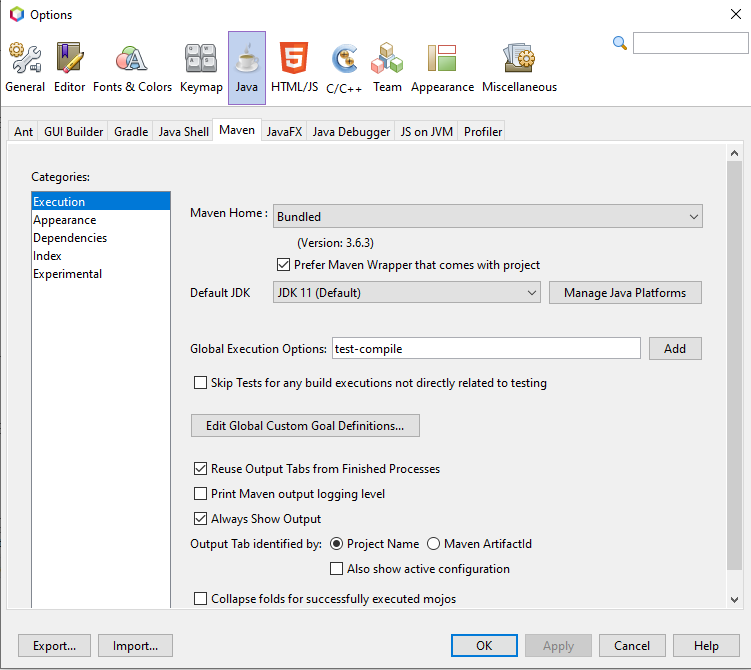 Options
General Editor Fonts & Colors Keymap Java HTML/JS C/C++ Team Appearance Miscellaneous
Ant GUI Builder Gradle Java Shell Maven JavaFX Java Debugger JS on JVM Profiler
Categories:
Execution
Appearance
Dependencies
Index
Experimental
Maven Home : Bundled
(Version: 3.6.3)
Prefer Maven Wrapper that comes with project
Default JDK JDK 11 (Default) Manage Java Platforms
Global Execution Options: test-compile Add
Skip Tests for any build executions not directly related to testing
Edit Global Custom Goal Definitions...
Reuse Output Tabs from Finished Processes
Print Maven output logging level
Always Show Output
Output Tab identified by: Project Name Maven ArtifactId
Also show active configuration
Collapse folds for successfully executed mojos
Export... Import... OK Apply Cancel Help